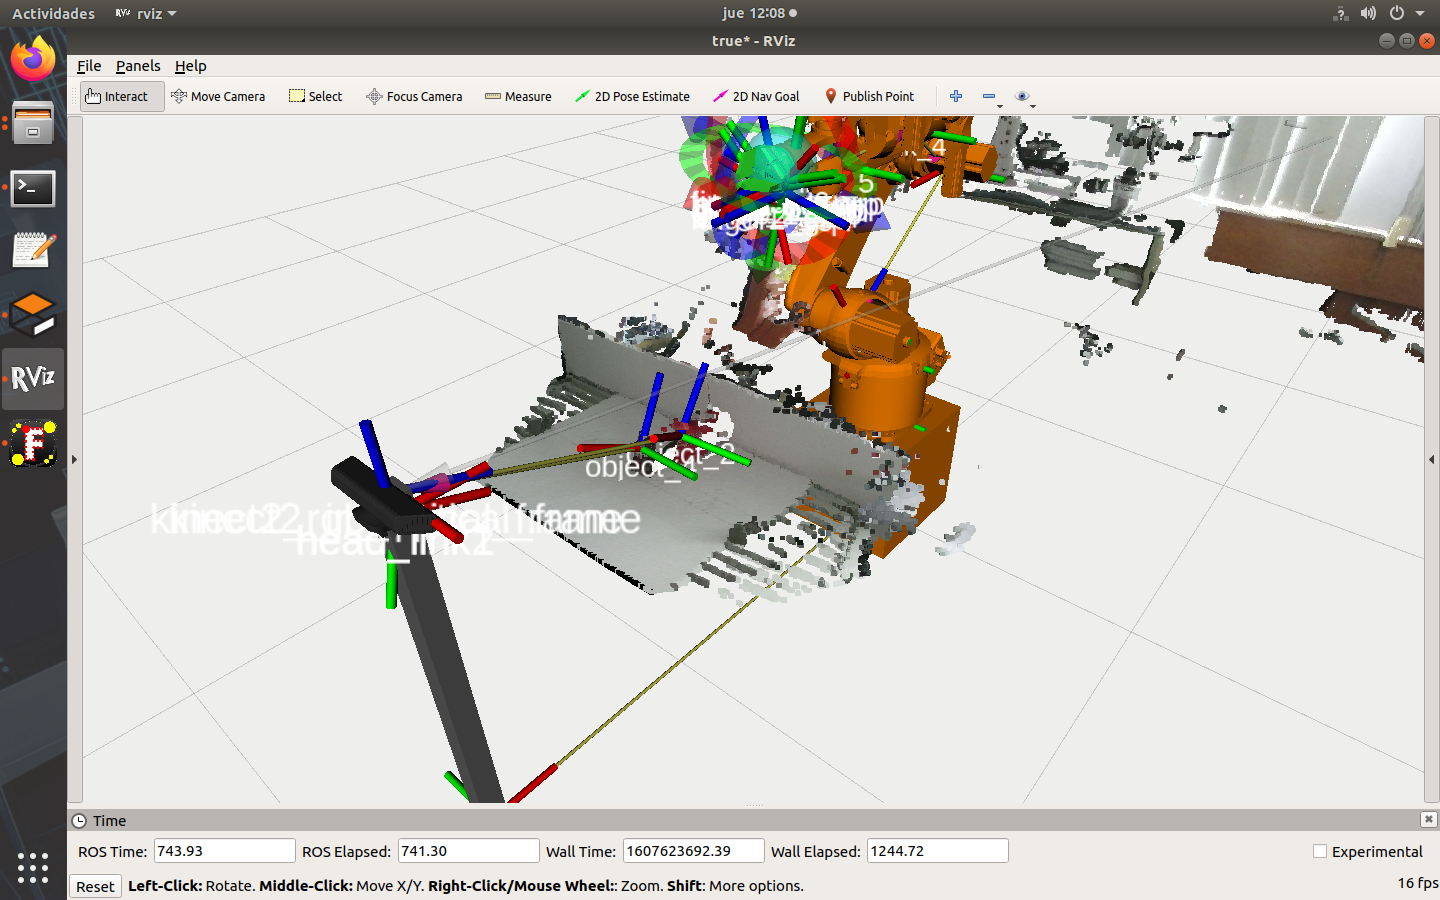 Actividades
RViz rviz
jue 12:08
true* - RViz
File Panels Help
Interact Move Camera Select Focus Camera Measure 2D Pose Estimate 2D Nav Goal Publish Point
_4
5
object_2
object_1
head_link2
RViz
F
Time
ROS Time: 743.93 ROS Elapsed: 741.30 Wall Time: 1607623692.39 Wall Elapsed: 1244.72 Experimental
Reset Left-Click: Rotate. Middle-Click: Move X/Y. Right-Click/Mouse Wheel:: Zoom. Shift: More options. 16 fps